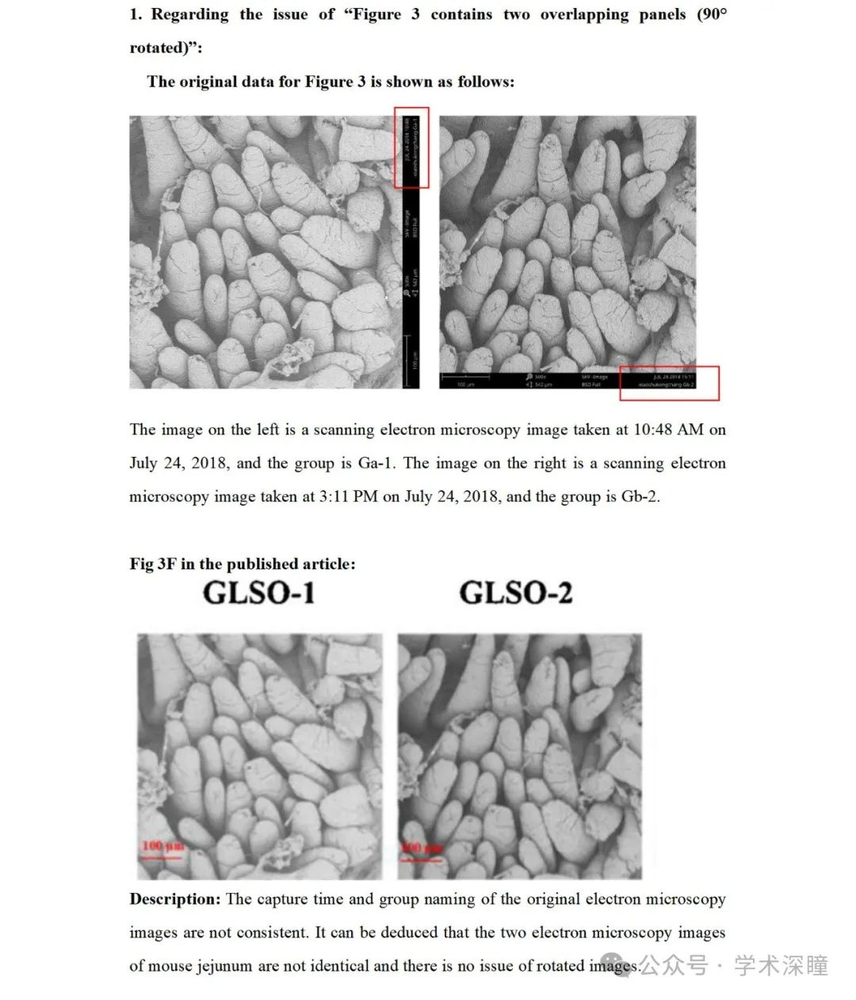 1. Regarding the issue of “Figure 3 contains two overlapping panels (90°
rotated)”:
The original data for Figure 3 is shown as follows:
JUL 24 2018 10:48
xiaoshukongchang-Ga-1
SkV -Image
BSD Full
500x
542 μm
100 μm
100 μm
500x
542 μm
SkV -Image
BSD Full
JUL 24 2018 15:11
xiaoshukongchang-Gb-2
The image on the left is a scanning electron microscopy image taken at 10:48 AM on
July 24, 2018, and the group is Ga-1. The image on the right is a scanning electron
microscopy image taken at 3:11 PM on July 24, 2018, and the group is Gb-2.
Fig 3F in the published article:
GLSO-1 GLSO-2
100 μm
100 μm
Description: The capture time and group naming of the original electron microscopy
images are not consistent. It can be deduced that the two electron microscopy images
of mouse jejunum are not identical and there is no issue of rotated images.
公众号 · 学术深瞳